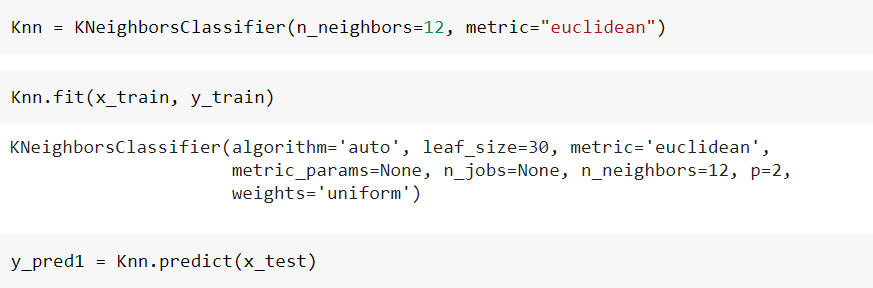 Knn = KNeighborsClassifier(n_neighbors=12, metric="euclidean")
Knn.fit(x_train, y_train)
KNeighborsClassifier(algorithm='auto', leaf_size=30, metric='euclidean',
                     metric_params=None, n_jobs=None, n_neighbors=12, p=2,
                     weights='uniform')
y_pred1 = Knn.predict(x_test)